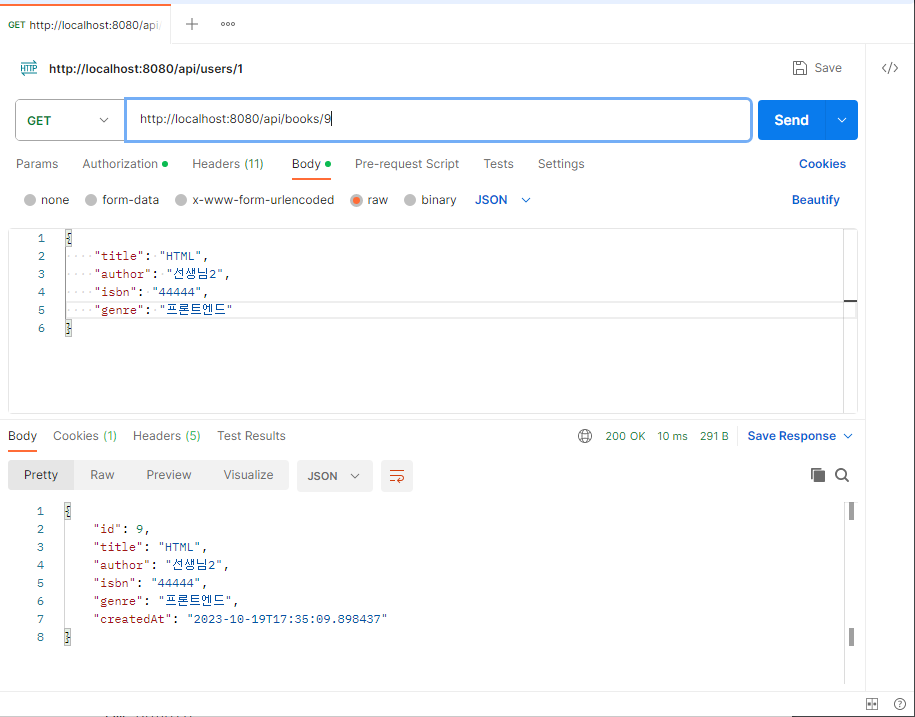 GET http://localhost:8080/api/
HTTP http://localhost:8080/api/users/1 Save </>
GET http://localhost:8080/api/books/9 Send
Params Authorization Headers (11) Body Pre-request Script Tests Settings Cookies
none form-data x-www-form-urlencoded raw binary JSON Beautify
1 {
2 "title": "HTML",
3 "author": "선생님2",
4 "isbn": "44444",
5 "genre": "프론트엔드"
6 }
Body Cookies (1) Headers (5) Test Results 200 OK 10 ms 291 B Save Response
Pretty Raw Preview Visualize JSON
1 {
2 "id": 9,
3 "title": "HTML",
4 "author": "선생님2",
5 "isbn": "44444",
6 "genre": "프론트엔드",
7 "createdAt": "2023-10-19T17:35:09.898437"
8 }